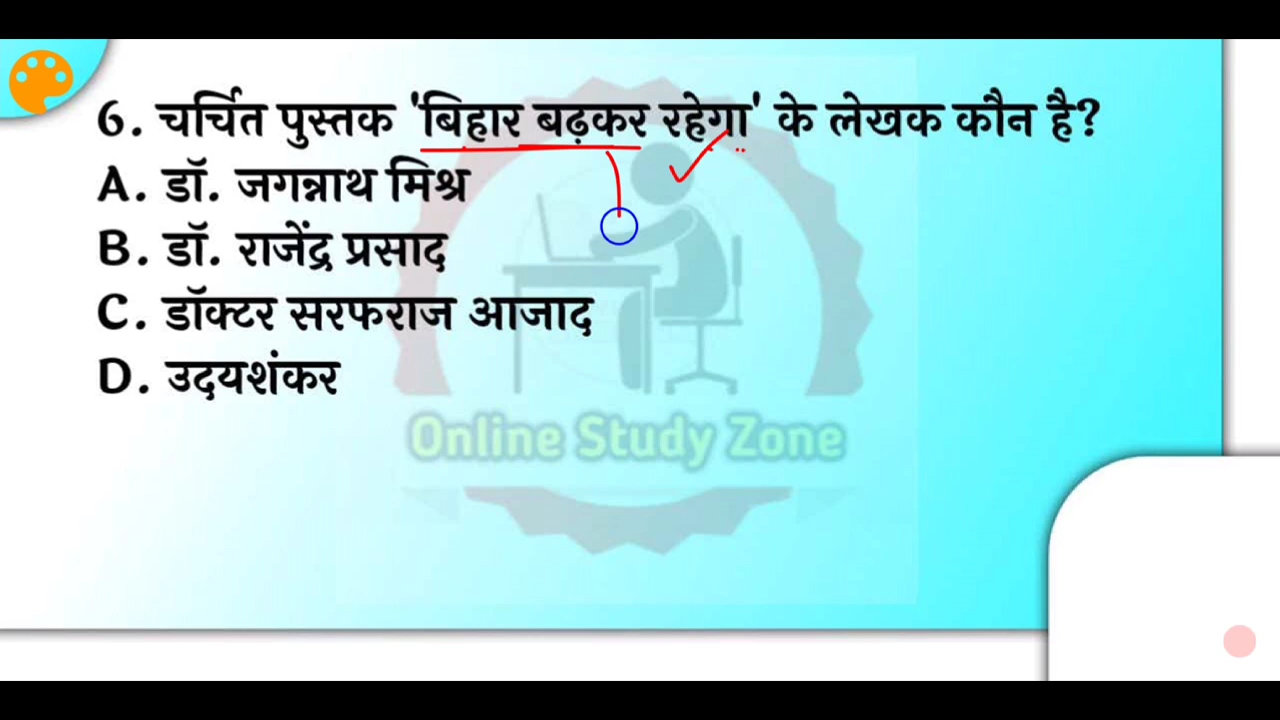 6. चर्चित पुस्तक 'बिहार बढ़कर रहेगा' के लेखक कौन है?
A. डॉ. जगन्नाथ मिश्र
B. डॉ. राजेंद्र प्रसाद
C. डॉक्टर सरफराज आजाद
D. उदयशंकर
Online Study Zone